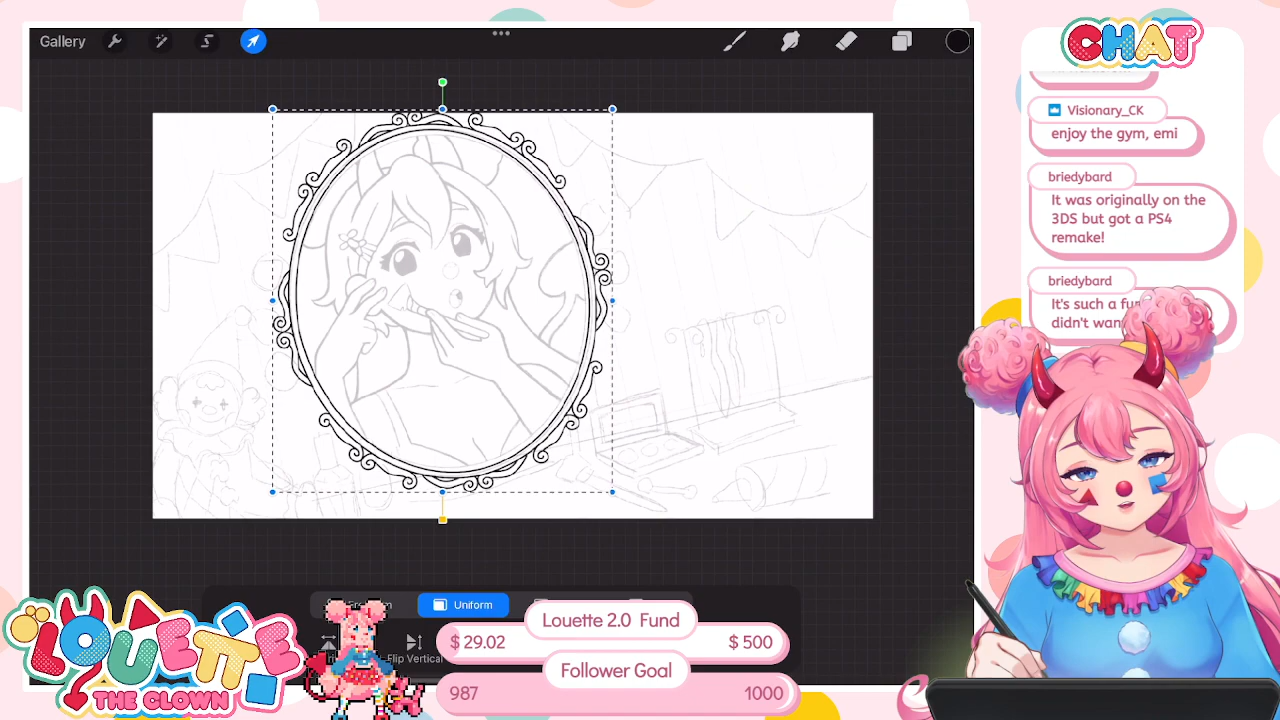 Gallery
CHAT
Visionary_CK
enjoy the gym, emi
briedybard
It was originally on the
3DS but got a PS4
remake!
briedybard
It's such a
didn't
Uniform
Flip Vertical
Louette 2.0 Fund
$ 29.02
$ 500
Follower Goal
987
1000
LOUETTE
THE CLOWN